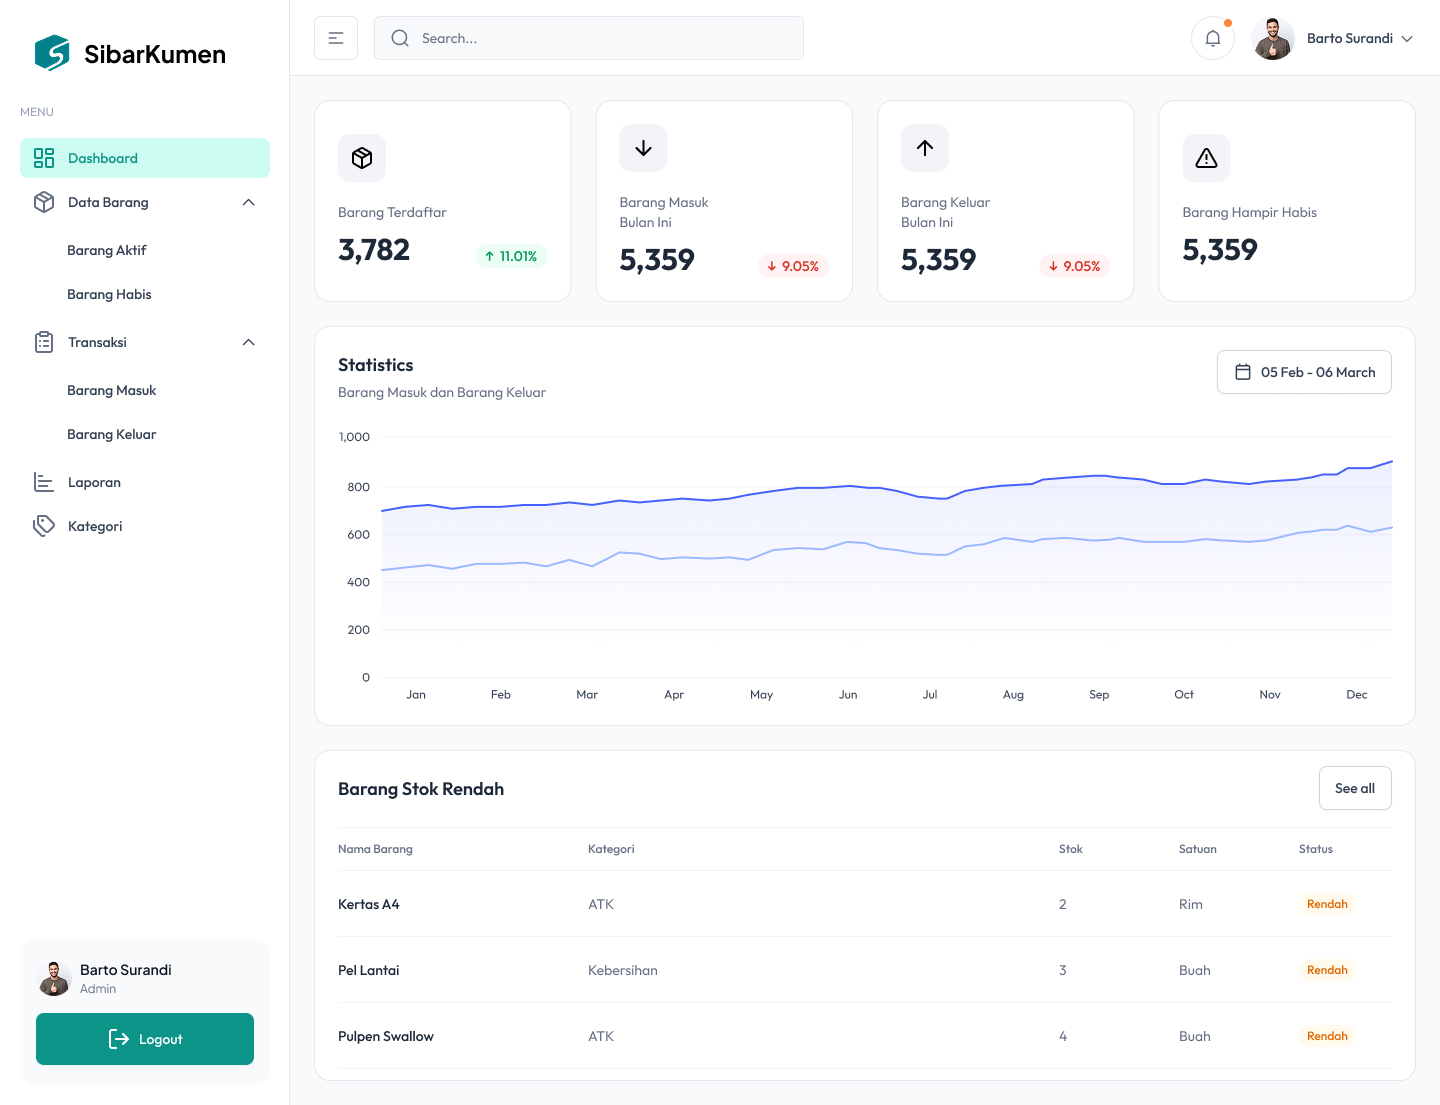 SibarKumen
MENU
Dashboard
Data Barang
Barang Aktif
Barang Habis
Transaksi
Barang Masuk
Barang Keluar
Laporan
Kategori
Barto Surandi
Admin
Logout
Search...
Barto Surandi
Barang Terdaftar
3,782
11.01%
Barang Masuk
Bulan Ini
5,359
9.05%
Barang Keluar
Bulan Ini
5,359
9.05%
Barang Hampir Habis
5,359
Statistics
Barang Masuk dan Barang Keluar
05 Feb - 06 March
1,000
800
600
400
200
0
Jan Feb Mar Apr May Jun Jul Aug Sep Oct Nov Dec
Barang Stok Rendah
See all
Nama Barang Kategori Stok Satuan Status
Kertas A4 ATK 2 Rim Rendah
Pel Lantai Kebersihan 3 Buah Rendah
Pulpen Swallow ATK 4 Buah Rendah